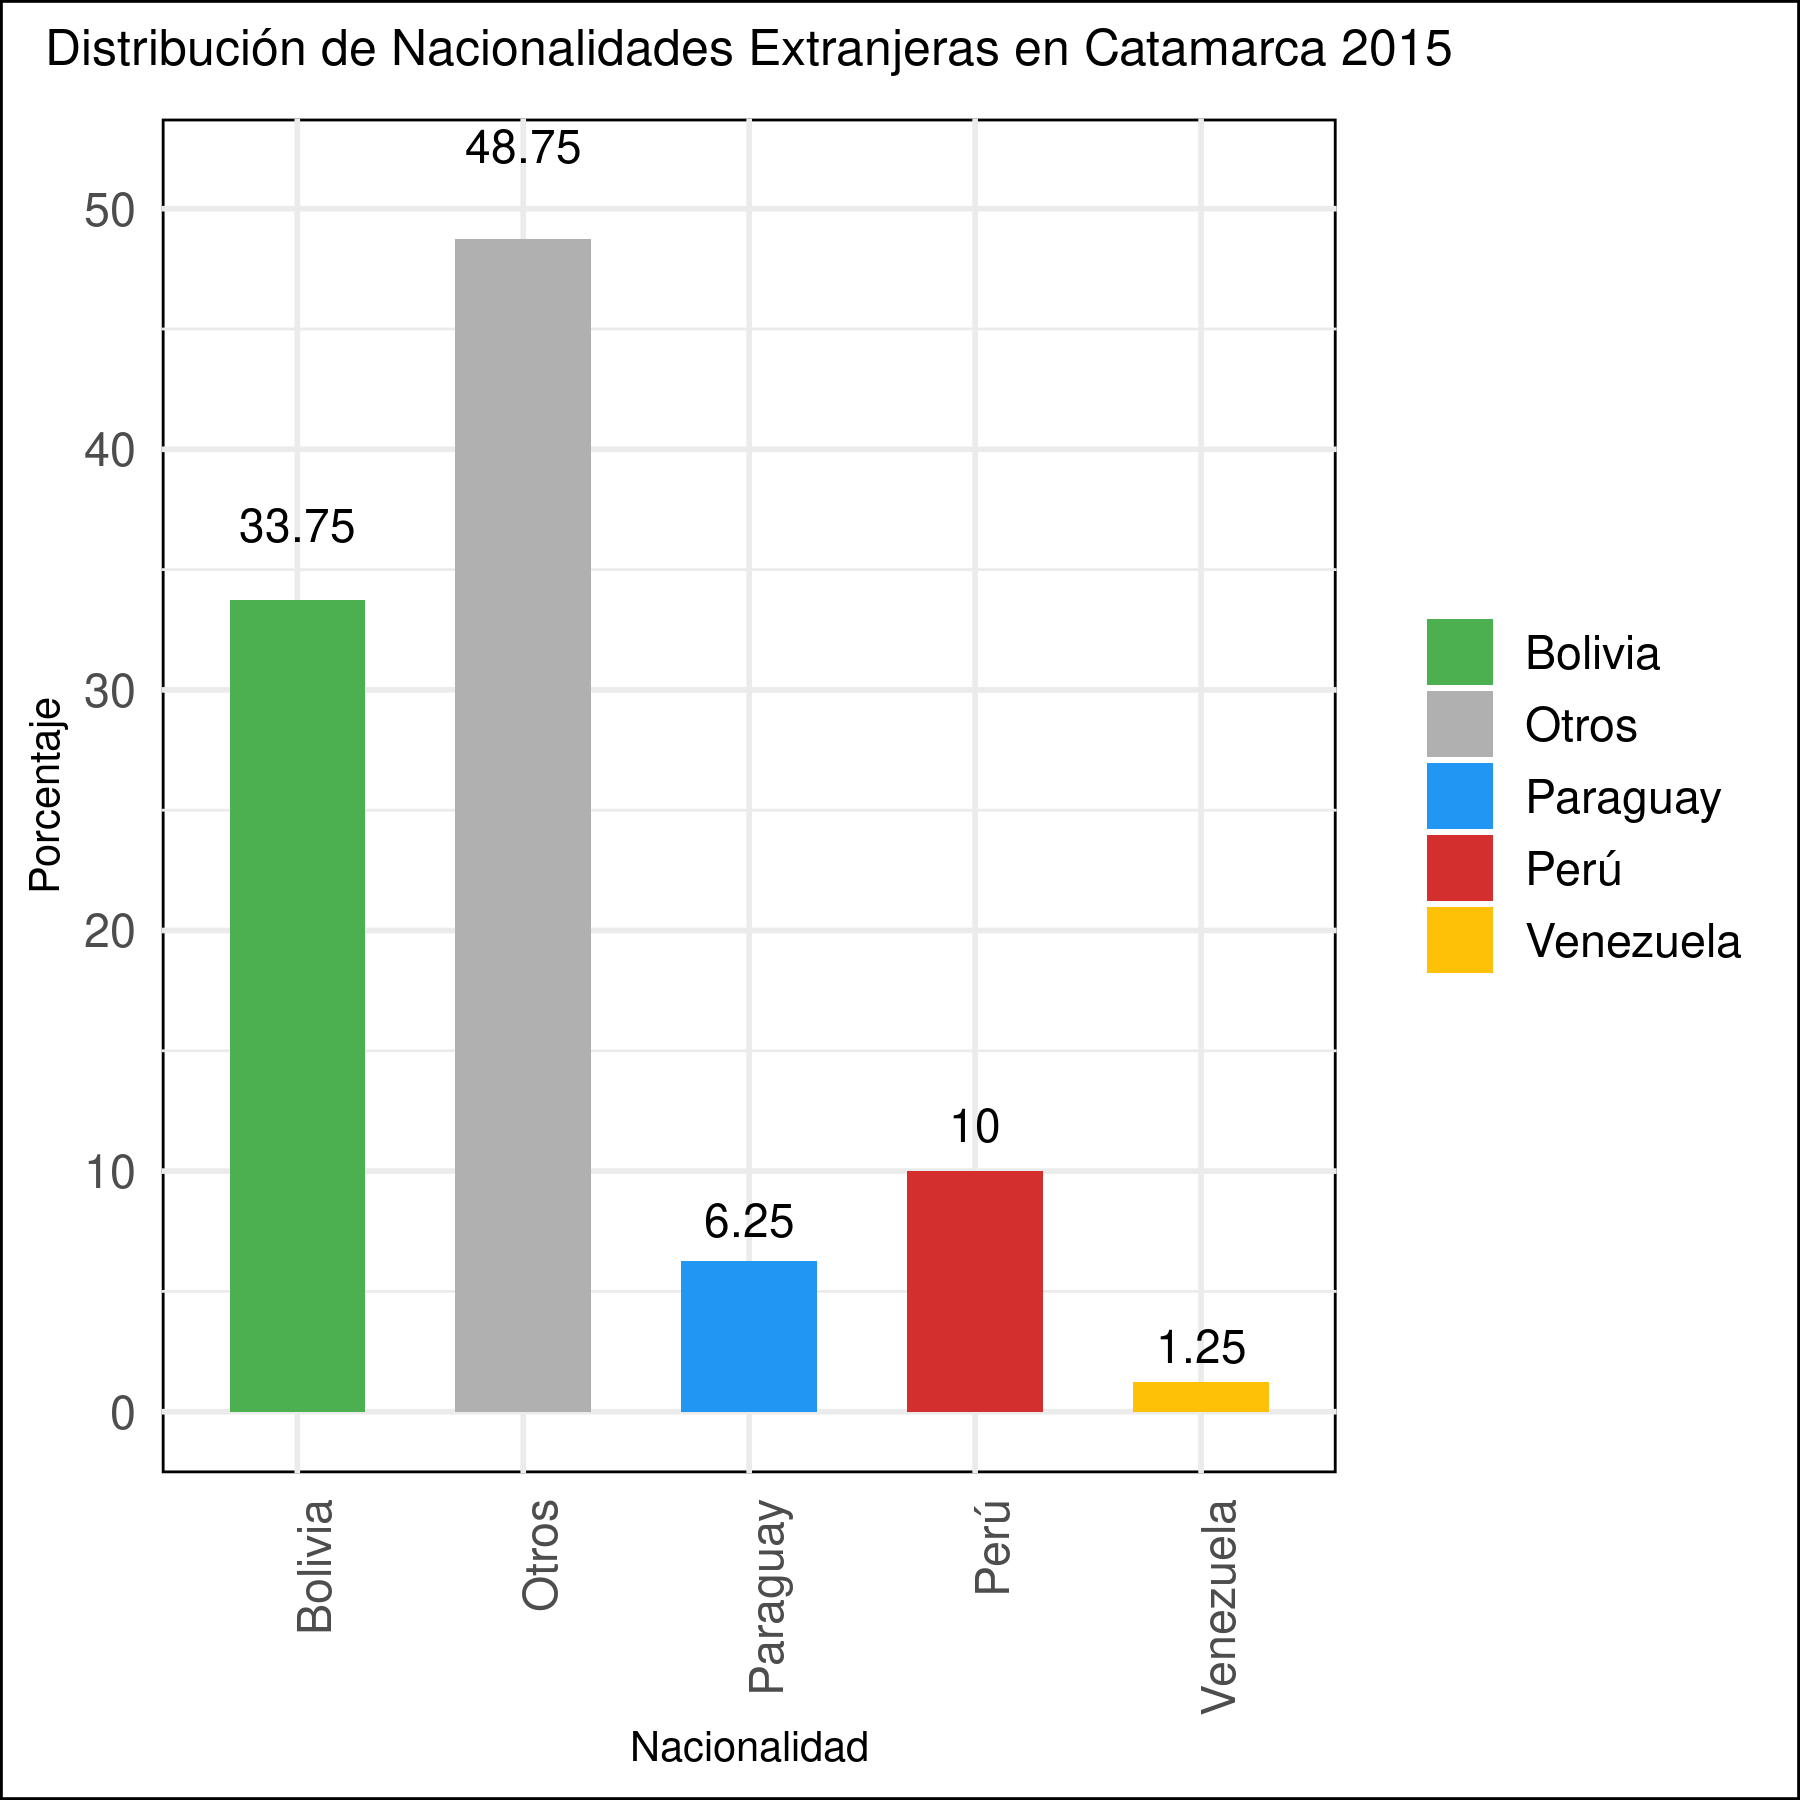 Distribución de Nacionalidades Extranjeras en Catamarca 2015
Porcentaje
50
40
30
20
10
0
33.75
48.75
6.25
10
1.25
Bolivia
Otros
Paraguay
Perú
Venezuela
Nacionalidad
Bolivia
Otros
Paraguay
Perú
Venezuela